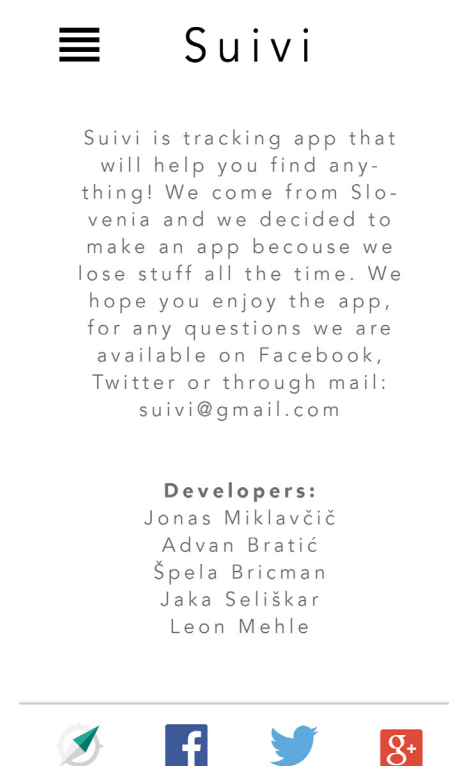 Suivi
Suivi is tracking app that
will help you find any-
thing! We come from Slo-
venia and we decided to
make an app becouse we
lose stuff all the time. We
hope you enjoy the app,
for any questions we are
available on Facebook,
Twitter or through mail:
suivi@gmail.com
Developers:
Jonas Miklavčič
Advan Bratić
Špela Bricman
Jaka Seliškar
Leon Mehle
f
g+